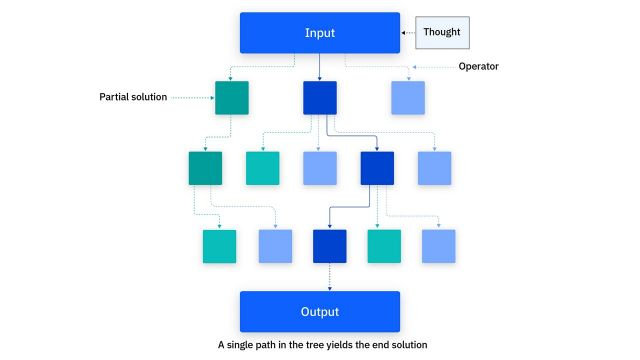 Input
Thought
Operator
Partial solution
Output
A single path in the tree yields the end solution